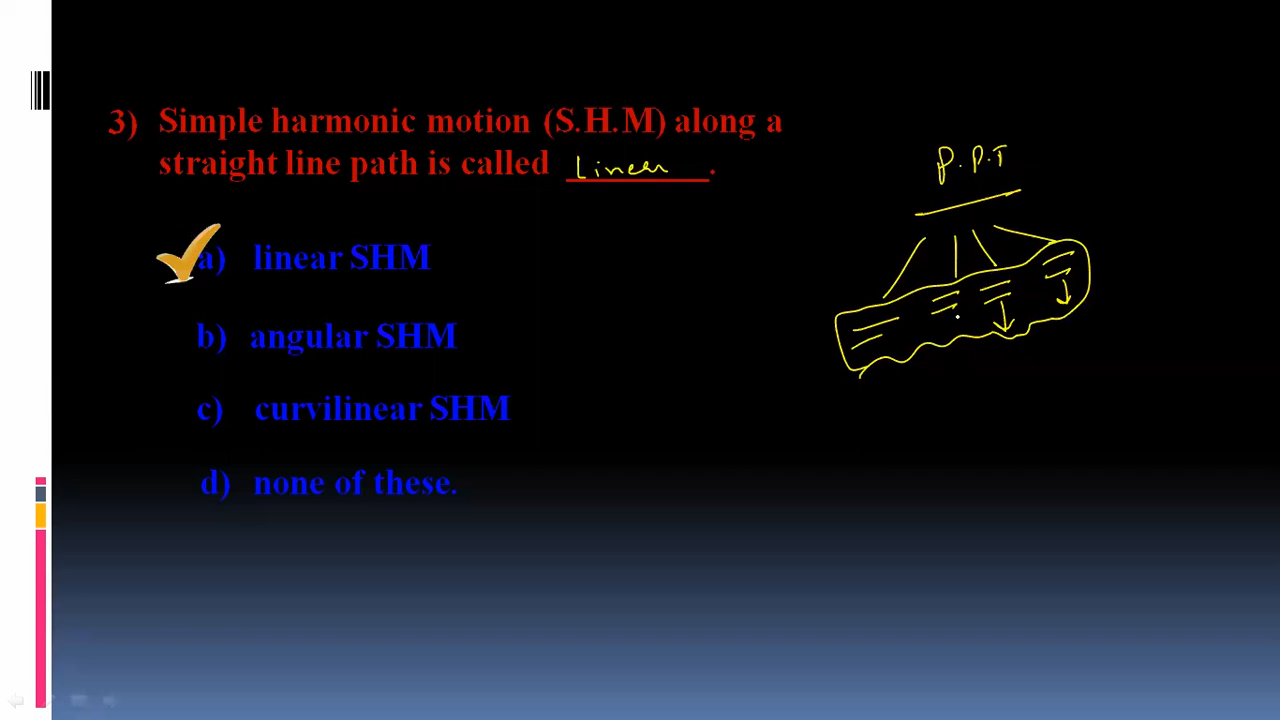 3) Simple harmonic motion (S.H.M) along a
straight line path is called Linear .
P.P.T
a) linear SHM
b) angular SHM
c) curvilinear SHM
d) none of these.